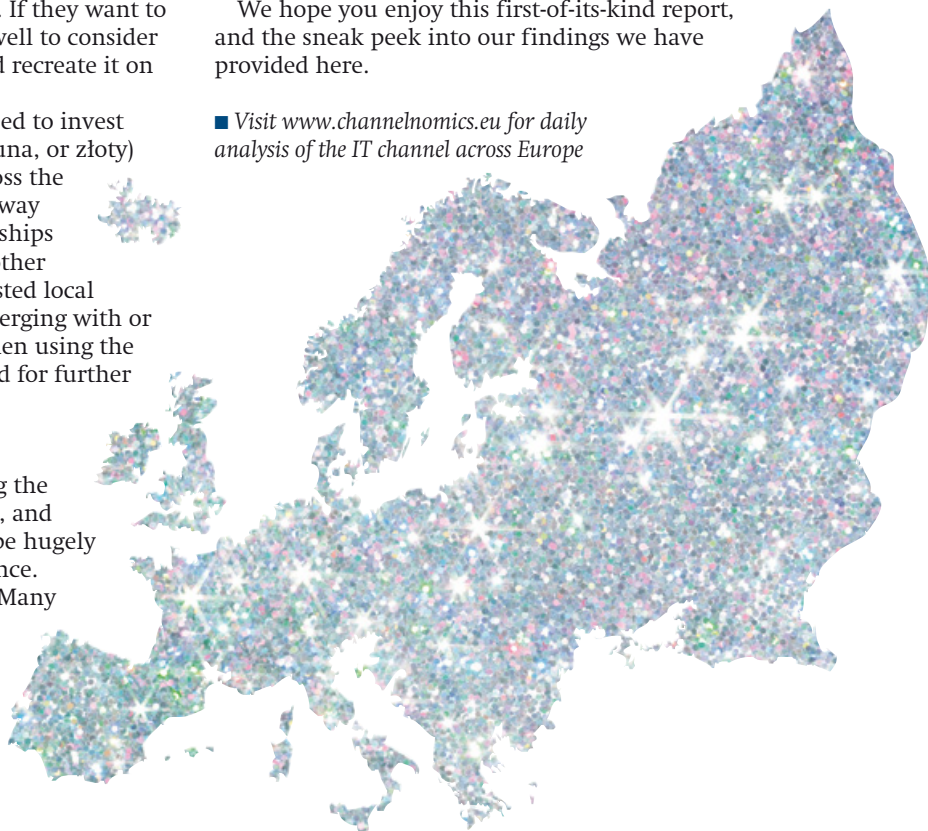 . If they want to
well to consider
d recreate it on
ed to invest
una, or złoty)
oss the
way
ships
other
sted local
erging with or
en using the
d for further
g the
, and
be hugely
nce.
Many
We hope you enjoy this first-of-its-kind report,
and the sneak peek into our findings we have
provided here.
■ Visit www.channelnomics.eu for daily
analysis of the IT channel across Europe